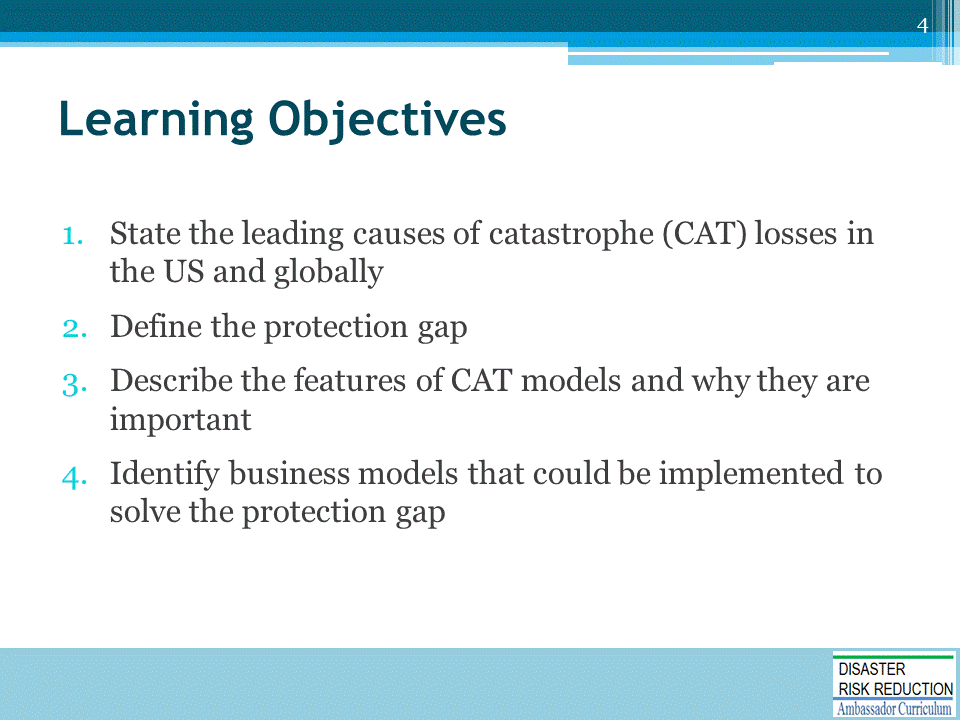 4
Learning Objectives
1. State the leading causes of catastrophe (CAT) losses in
the US and globally
2. Define the protection gap
3. Describe the features of CAT models and why they are
important
4. Identify business models that could be implemented to
solve the protection gap
DISASTER
RISK REDUCTION
Ambassador Curriculum